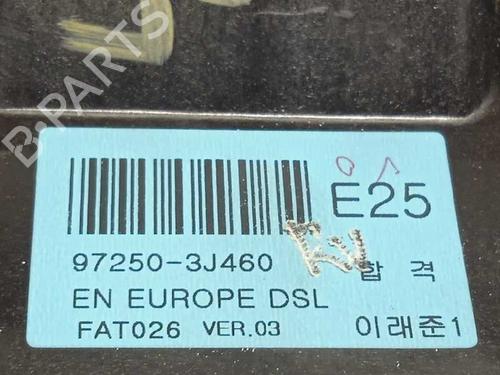 B-PARTS
E25
97250-3J460
합 격
EN EUROPE DSL
FAT026 VER.03
이래준1